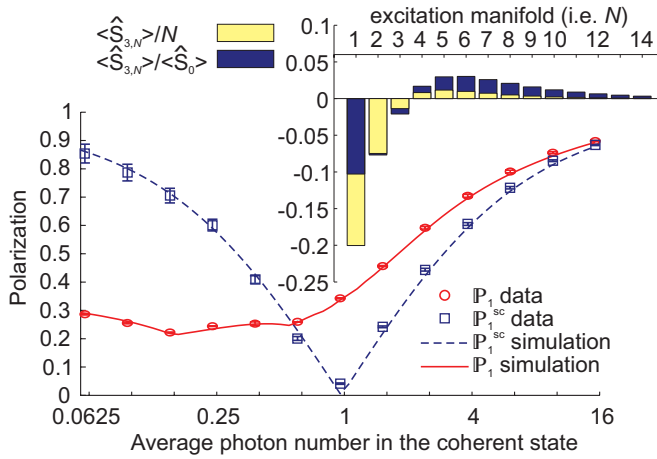 <Ŝ₃,N>/N
<Ŝ₃,N>/<Ŝ₀>
excitation manifold (i.e. N)
1 2 3 4 5 6 7 8 9 10 12 14
0.1
0.05
0
-0.05
-0.1
-0.15
-0.2
-0.25
1
0.9
0.8
0.7
0.6
0.5
0.4
0.3
0.2
0.1
0
Polarization
ℙ₁ data
ℙ₁ˢᶜ data
ℙ₁ˢᶜ simulation
ℙ₁ simulation
0.0625 0.25 1 4 16
Average photon number in the coherent state